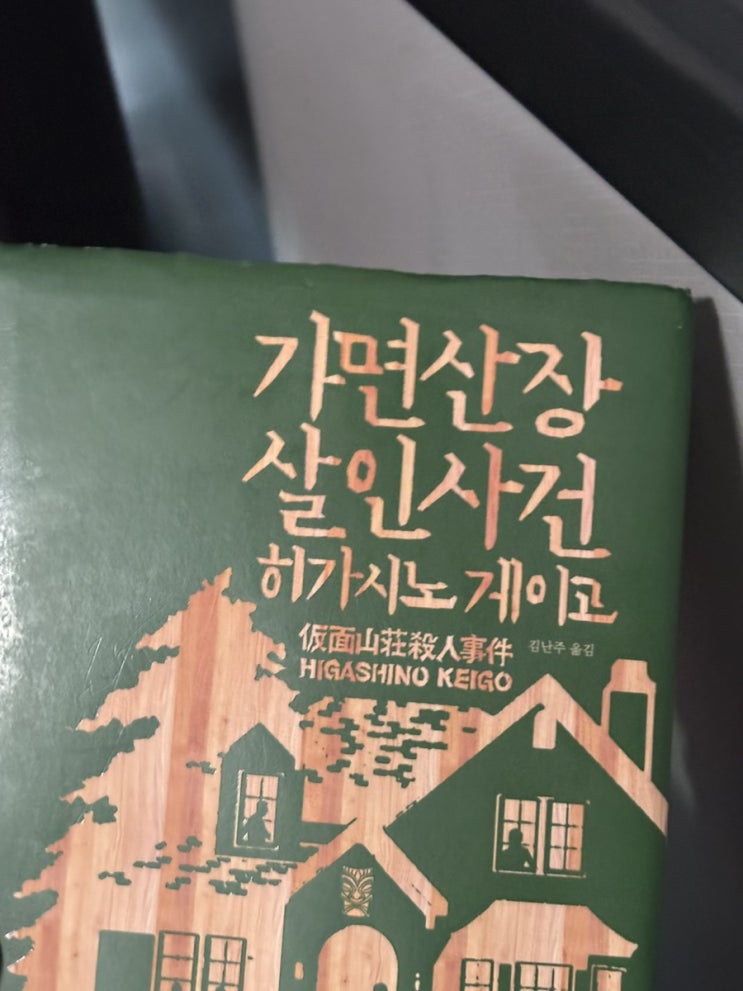 가면산장
살인사건
히가시노 게이고
仮面山荘殺人事件
HIGASHINO KEIGO
김난주 옮김